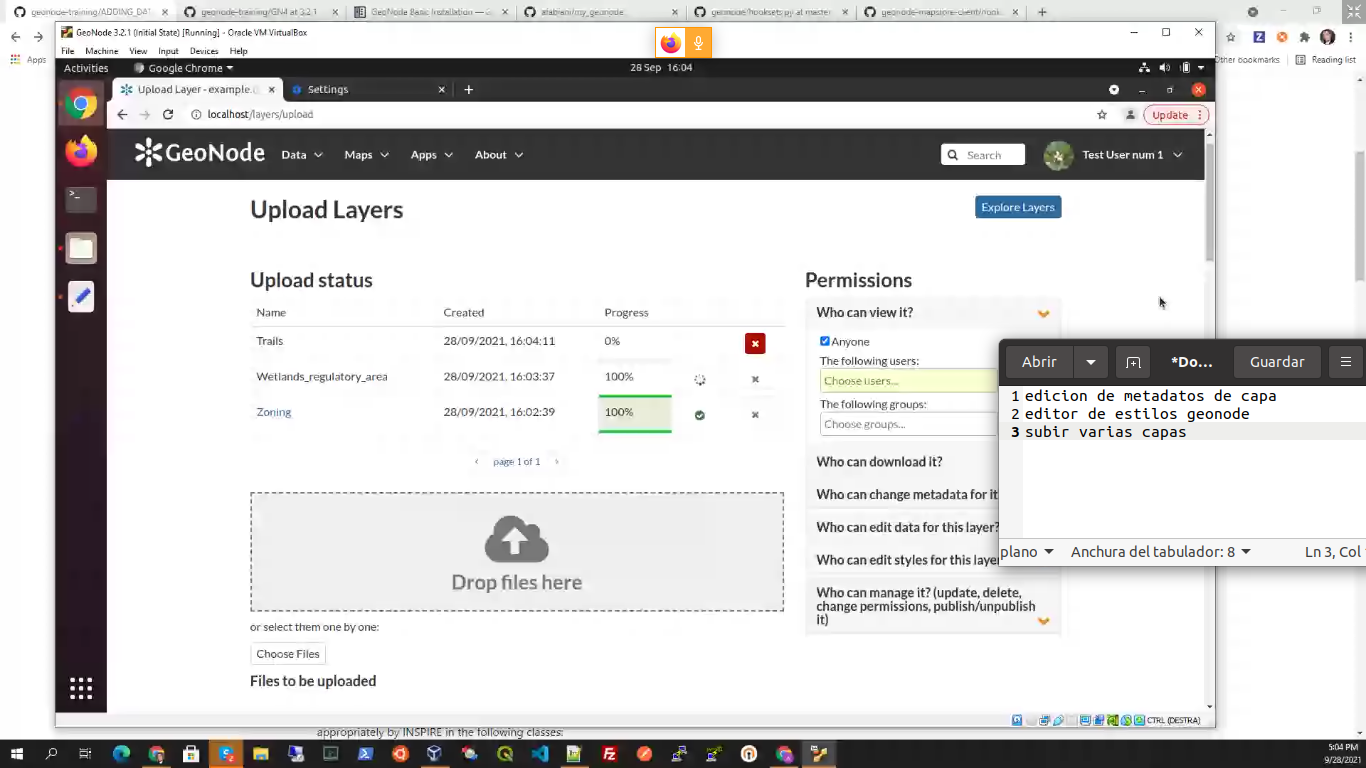 geonode-training/ADDING_DAT
geonode-training/GN4 at 3.2.1
GeoNode Basic Installation — G
afabiani/my_geonode
geonode/hooksets.py at master
geonode-mapstore-client/hook
Apps
Other bookmarks
Reading list
GeoNode 3.2.1 (Initial State) [Running] - Oracle VM VirtualBox
File Machine View Input Devices Help
Activities Google Chrome 28 Sep 16:04
Upload Layer - example.
Settings
localhost/layers/upload
Update
GeoNode Data Maps Apps About Search Test User num 1
Upload Layers
Explore Layers
Upload status
Name Created Progress
Trails 28/09/2021, 16:04:11 0%
Wetlands_regulatory_area 28/09/2021, 16:03:37 100%
Zoning 28/09/2021, 16:02:39 100%
page 1 of 1
Drop files here
or select them one by one:
Choose Files
Files to be uploaded
Permissions
Who can view it?
Anyone
The following users:
Choose users...
The following groups:
Choose groups...
Who can download it?
Who can change metadata for it
Who can edit data for this layer?
Who can edit styles for this layer
Who can manage it? (update, delete,
change permissions, publish/unpublish
it)
Abrir *Do... Guardar
1 edicion de metadatos de capa
2 editor de estilos geonode
3 subir varias capas
plano Anchura del tabulador: 8 Ln 3, Col
CTRL (DESTRA)
appropriately by INSPIRE in the following classes:
5:04 PM
9/28/2021